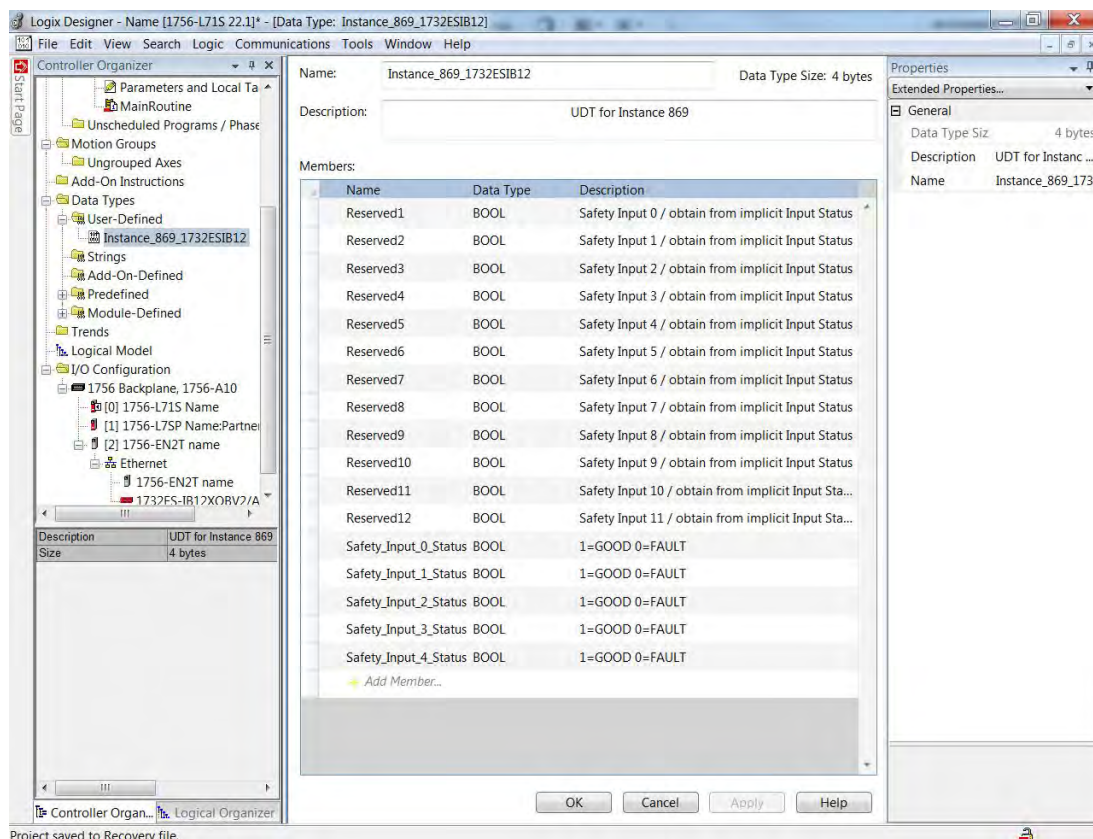 Logix Designer - Name [1756-L71S 22.1]* - [Data Type: Instance_869_1732ESIB12]
File Edit View Search Logic Communications Tools Window Help
Start Page
Controller Organizer
Parameters and Local Ta
MainRoutine
Unscheduled Programs / Phase
Motion Groups
Ungrouped Axes
Add-On Instructions
Data Types
User-Defined
Instance_869_1732ESIB12
Strings
Add-On-Defined
Predefined
Module-Defined
Trends
Logical Model
I/O Configuration
1756 Backplane, 1756-A10
[0] 1756-L71S Name
[1] 1756-L7SP Name:Partner
[2] 1756-EN2T name
Ethernet
1756-EN2T name
1732ES-IB12XOBV2/A
Description UDT for Instance 869
Size 4 bytes
Controller Organ... Logical Organizer
Name: Instance_869_1732ESIB12 Data Type Size: 4 bytes
Description: UDT for Instance 869
Members:
Name Data Type Description
Reserved1 BOOL Safety Input 0 / obtain from implicit Input Status
Reserved2 BOOL Safety Input 1 / obtain from implicit Input Status
Reserved3 BOOL Safety Input 2 / obtain from implicit Input Status
Reserved4 BOOL Safety Input 3 / obtain from implicit Input Status
Reserved5 BOOL Safety Input 4 / obtain from implicit Input Status
Reserved6 BOOL Safety Input 5 / obtain from implicit Input Status
Reserved7 BOOL Safety Input 6 / obtain from implicit Input Status
Reserved8 BOOL Safety Input 7 / obtain from implicit Input Status
Reserved9 BOOL Safety Input 8 / obtain from implicit Input Status
Reserved10 BOOL Safety Input 9 / obtain from implicit Input Status
Reserved11 BOOL Safety Input 10 / obtain from implicit Input Sta...
Reserved12 BOOL Safety Input 11 / obtain from implicit Input Sta...
Safety_Input_0_Status BOOL 1=GOOD 0=FAULT
Safety_Input_1_Status BOOL 1=GOOD 0=FAULT
Safety_Input_2_Status BOOL 1=GOOD 0=FAULT
Safety_Input_3_Status BOOL 1=GOOD 0=FAULT
Safety_Input_4_Status BOOL 1=GOOD 0=FAULT
Add Member...
OK Cancel Apply Help
Properties
Extended Properties...
General
Data Type Siz 4 bytes
Description UDT for Instanc ...
Name Instance_869_173
Project saved to Recovery file